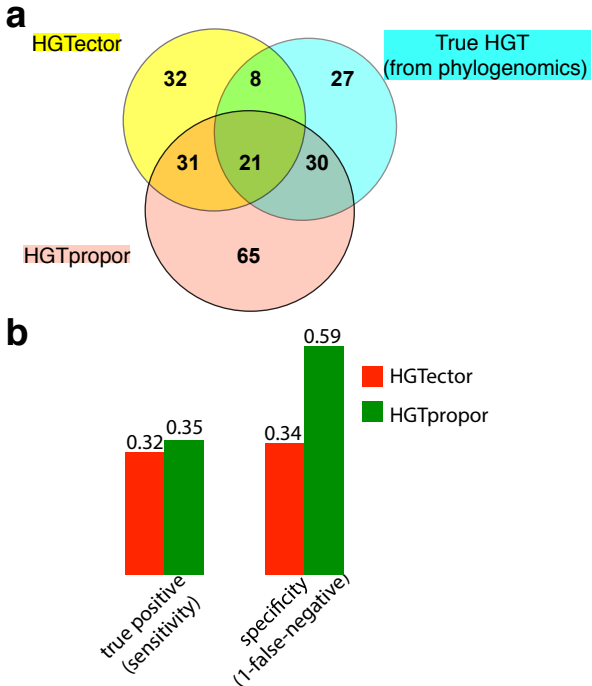 a
HGTector
True HGT
(from phylogenomics)
32
8
27
31
21
30
HGTpropor
65
b
0.59
HGTector
HGTpropor
0.32
0.35
0.34
true positive
(sensitivity)
specificity
(1-false-negative)